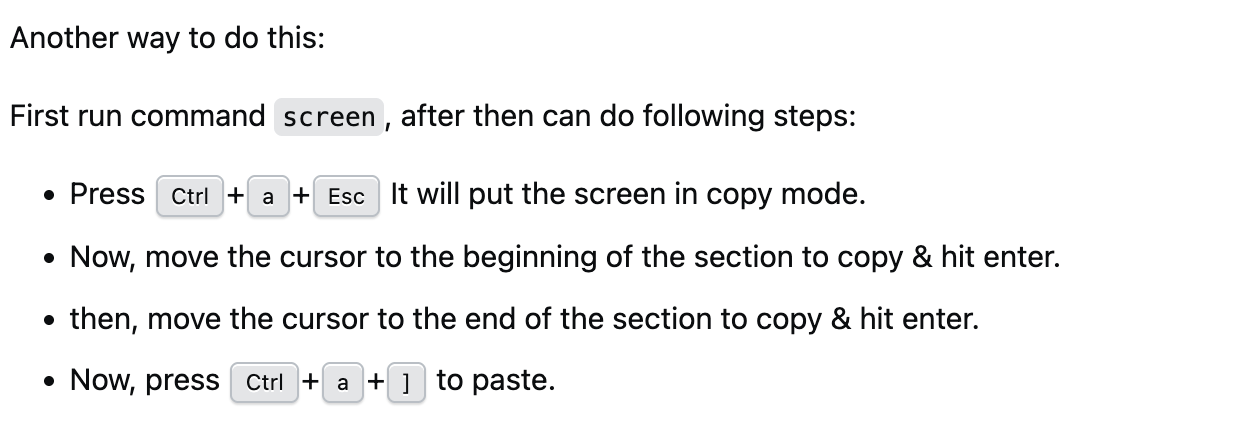 Another way to do this:
First run command screen, after then can do following steps:
• Press Ctrl + a + Esc It will put the screen in copy mode.
• Now, move the cursor to the beginning of the section to copy & hit enter.
• then, move the cursor to the end of the section to copy & hit enter.
• Now, press Ctrl + a + ] to paste.